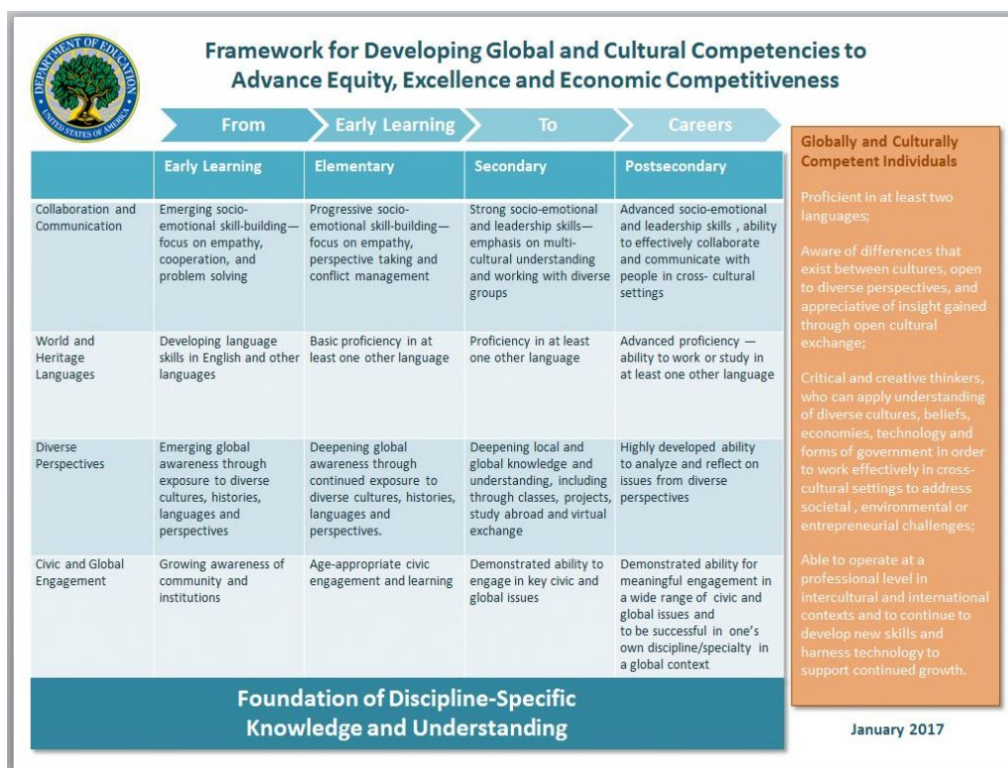 DEPARTMENT OF EDUCATION
UNITED STATES OF AMERICA
Framework for Developing Global and Cultural Competencies to
Advance Equity, Excellence and Economic Competitiveness
From
Early Learning
To
Careers
Early Learning
Elementary
Secondary
Postsecondary
Collaboration and
Communication
Emerging socio-
emotional skill-building—
focus on empathy,
cooperation, and
problem solving
Progressive socio-
emotional skill-building—
focus on empathy,
perspective taking and
conflict management
Strong socio-emotional
and leadership skills—
emphasis on multi-
cultural understanding
and working with diverse
groups
Advanced socio-emotional
and leadership skills , ability
to effectively collaborate
and communicate with
people in cross- cultural
settings
World and
Heritage
Languages
Developing language
skills in English and other
languages
Basic proficiency in at
least one other language
Proficiency in at least
one other language
Advanced proficiency —
ability to work or study in
at least one other language
Diverse
Perspectives
Emerging global
awareness through
exposure to diverse
cultures, histories,
languages and
perspectives
Deepening global
awareness through
continued exposure to
diverse cultures, histories,
languages and
perspectives.
Deepening local and
global knowledge and
understanding, including
through classes, projects,
study abroad and virtual
exchange
Highly developed ability
to analyze and reflect on
issues from diverse
perspectives
Civic and Global
Engagement
Growing awareness of
community and
institutions
Age-appropriate civic
engagement and learning
Demonstrated ability to
engage in key civic and
global issues
Demonstrated ability for
meaningful engagement in
a wide range of civic and
global issues and
to be successful in one's
own discipline/specialty in
a global context
Foundation of Discipline-Specific
Knowledge and Understanding
Globally and Culturally
Competent Individuals
Proficient in at least two
languages;
Aware of differences that
exist between cultures, open
to diverse perspectives, and
appreciative of insight gained
through open cultural
exchange;
Critical and creative thinkers,
who can apply understanding
of diverse cultures, beliefs,
economies, technology and
forms of government in order
to work effectively in cross-
cultural settings to address
societal , environmental or
entrepreneurial challenges;
Able to operate at a
professional level in
intercultural and international
contexts and to continue to
develop new skills and
harness technology to
support continued growth.
January 2017